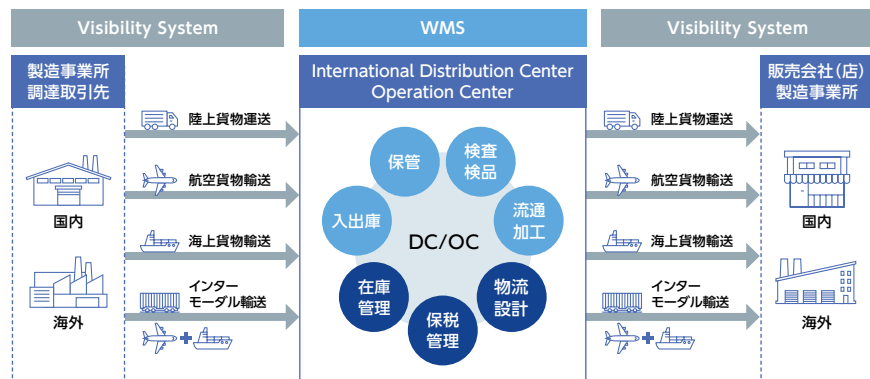 Visibility System
WMS
Visibility System
製造事業所
調達取引先
International Distribution Center
Operation Center
販売会社(店)
製造事業所
陸上貨物運送
航空貨物輸送
海上貨物輸送
インター
モーダル輸送
国内
海外
保管
検査
検品
入出庫
流通
加工
DC/OC
在庫
管理
物流
設計
保税
管理
陸上貨物運送
航空貨物輸送
海上貨物輸送
インター
モーダル輸送
国内
海外